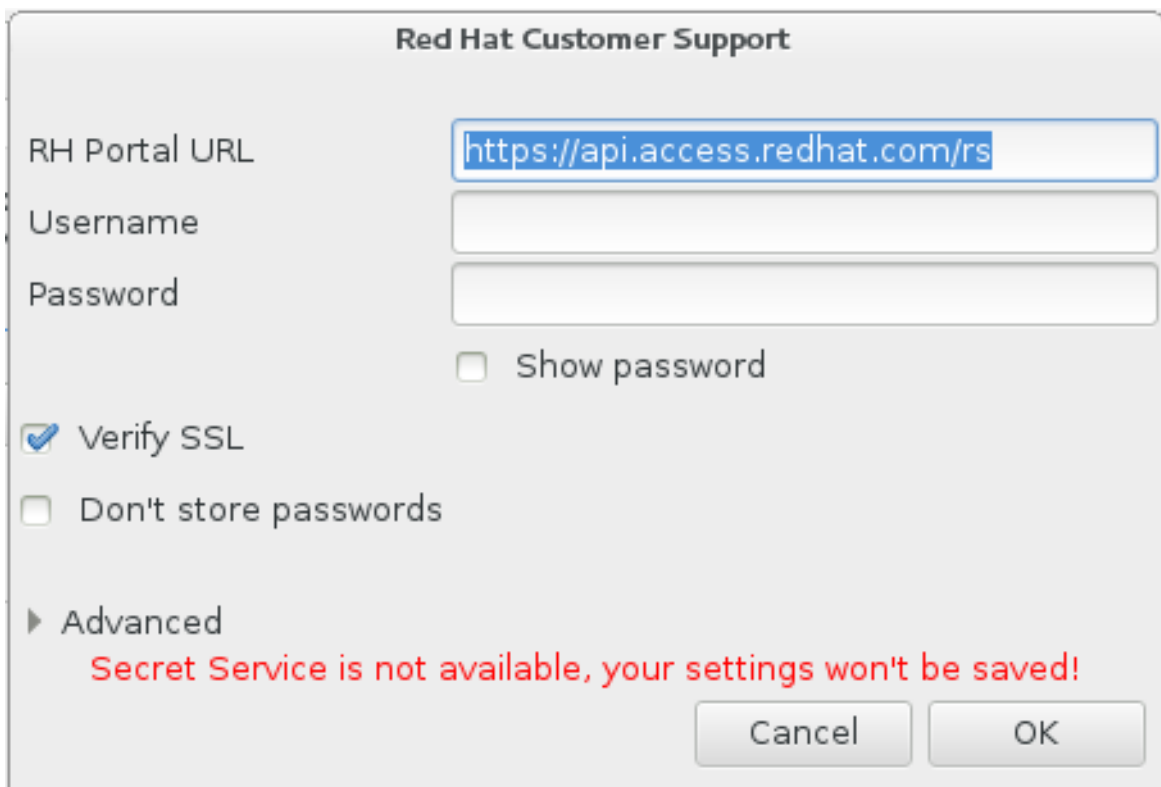 Red Hat Customer Support
RH Portal URL https://api.access.redhat.com/rs
Username
Password
Show password
Verify SSL
Don't store passwords
Advanced
Secret Service is not available, your settings won't be saved!
Cancel OK